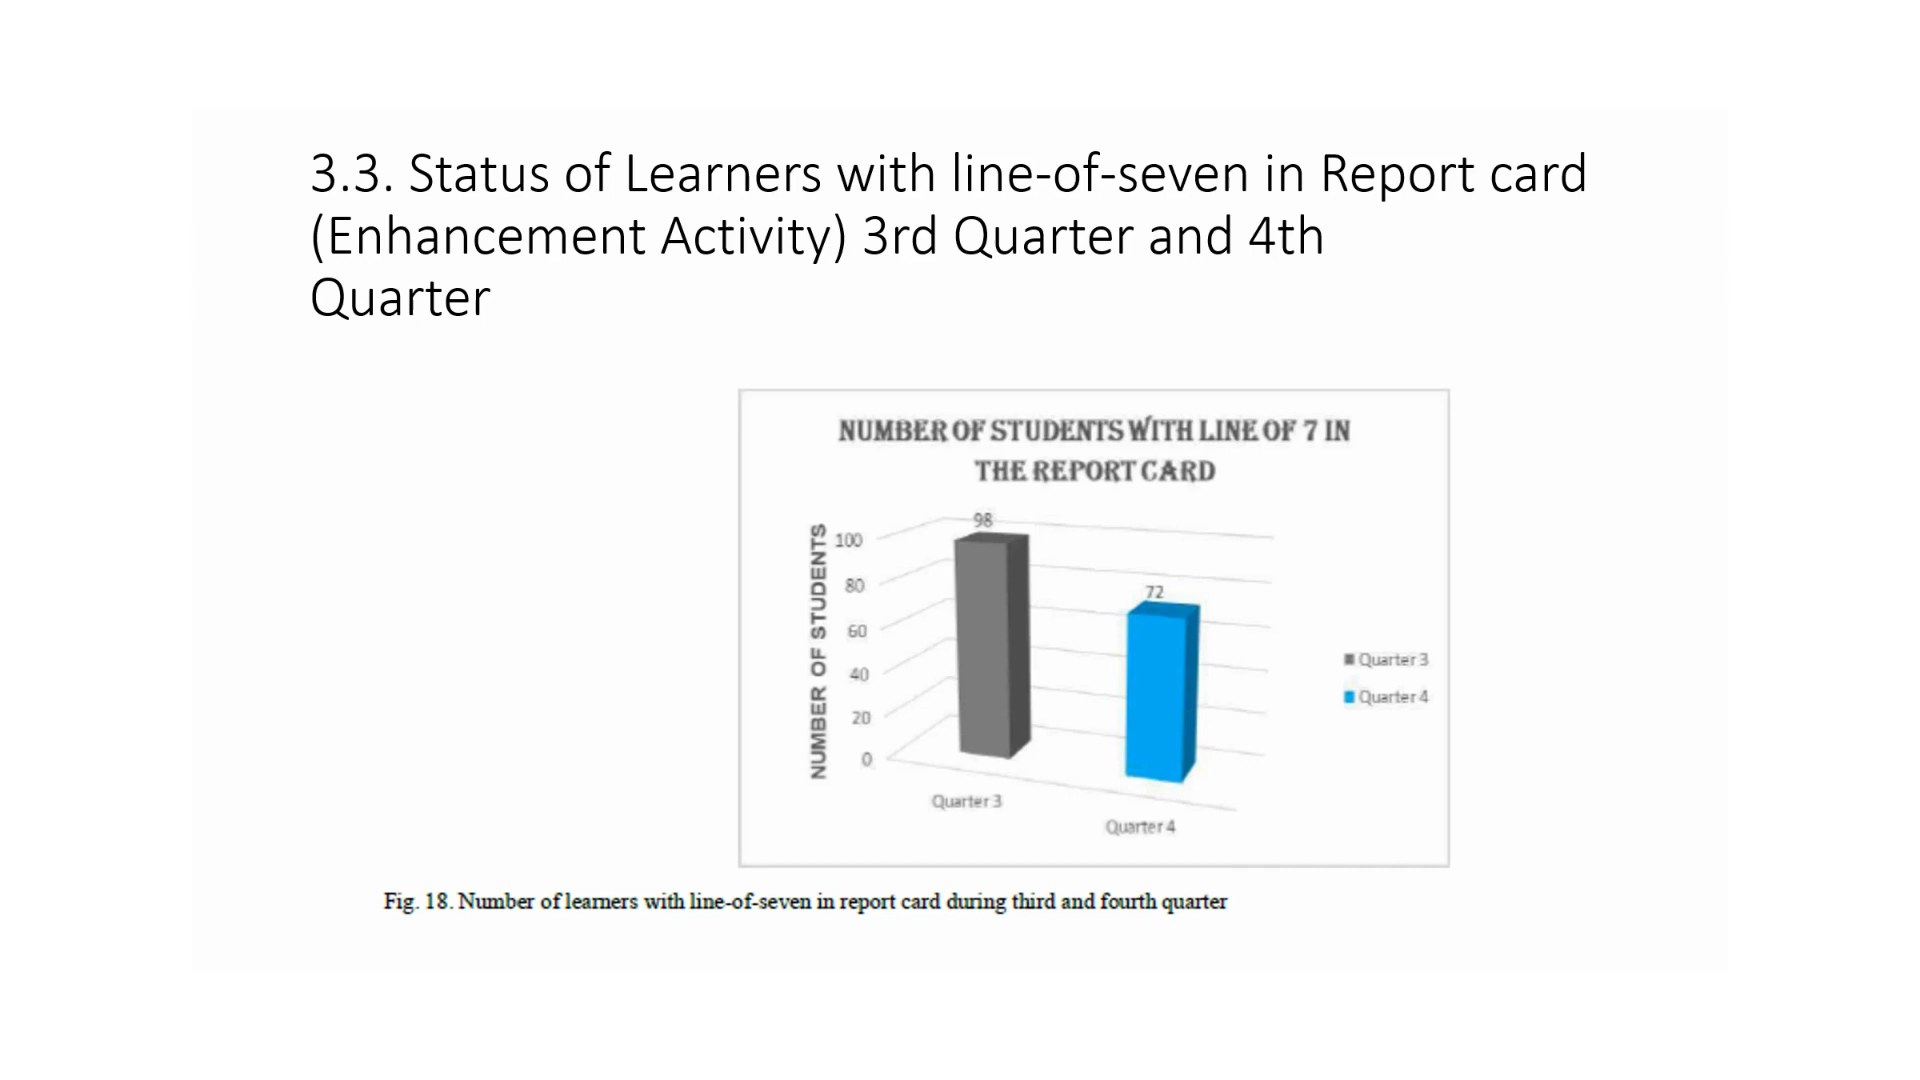 3.3. Status of Learners with line-of-seven in Report card
(Enhancement Activity) 3rd Quarter and 4th
Quarter
NUMBER OF STUDENTS WITH LINE OF 7 IN
THE REPORT CARD
NUMBER OF STUDENTS
100
80
60
40
20
0
98
72
Quarter 3
Quarter 4
Quarter 3
Quarter 4
Fig. 18. Number of learners with line-of-seven in report card during third and fourth quarter